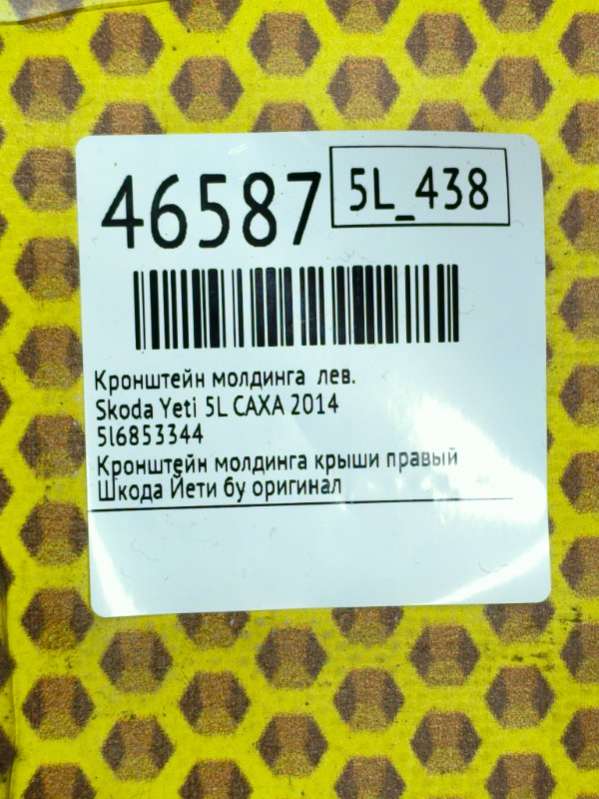 46587
5L_438
Кронштейн молдинга лев.
Skoda Yeti 5L CAXA 2014
5l6853344
Кронштейн молдинга крыши правый
Шкода Йети бу оригинал